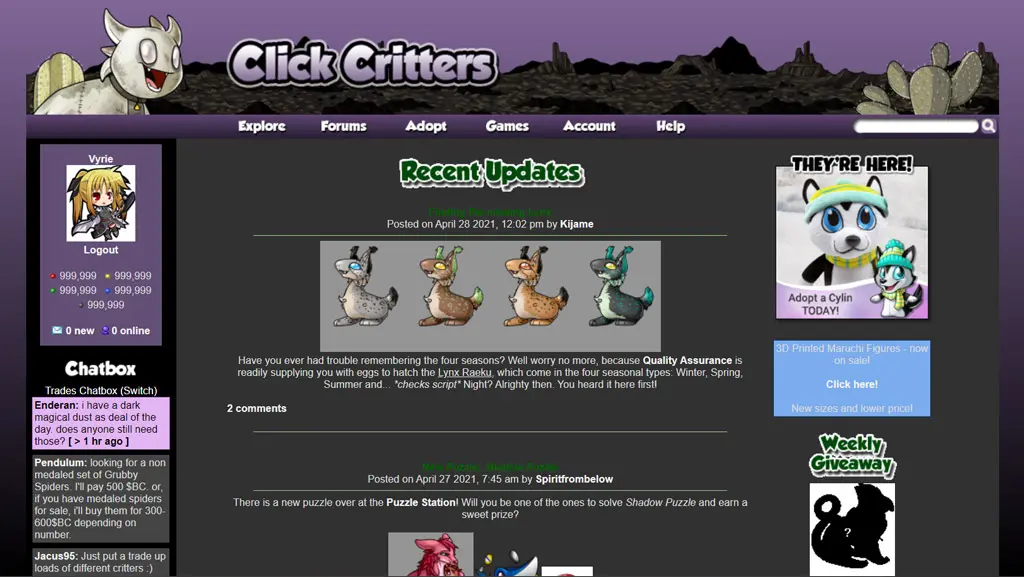 Click Critters
Explore
Forums
Adopt
Games
Account
Help
Vyrie
Logout
999,999
999,999
999,999
999,999
999,999
0 new
0 online
Chatbox
Trades Chatbox (Switch)
Enderan: i have a dark
magical dust as deal of the
day. does anyone still need
those? [ > 1 hr ago ]
Pendulum: looking for a non
medaled set of Grubby
Spiders. I'll pay 500 $BC. or,
if you have medaled spiders
for sale, i'll buy them for 300-
600$BC depending on
number.
Jacus95: Just put a trade up
loads of different critters :)
Recent Updates
Posted on April 28 2021, 12:02 pm by Kijame
Have you ever had trouble remembering the four seasons? Well worry no more, because Quality Assurance is
readily supplying you with eggs to hatch the Lynx Raeku, which come in the four seasonal types: Winter, Spring,
Summer and... *checks script* Night? Alrighty then. You heard it here first!
2 comments
Posted on April 27 2021, 7:45 am by Spiritfrombelow
There is a new puzzle over at the Puzzle Station! Will you be one of the ones to solve Shadow Puzzle and earn a
sweet prize?
THEY'RE HERE!
Adopt a Cylin
TODAY!
3D Printed Maruchi Figures - now
on sale!
Click here!
New sizes and lower price!
Weekly
Giveaway
?